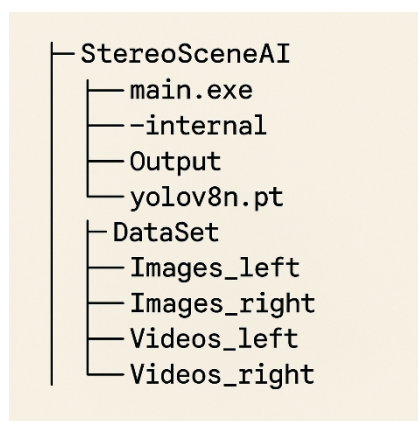 StereoSceneAI
main.exe
-internal
Output
yolov8n.pt
DataSet
Images_left
Images_right
Videos_left
Videos_right